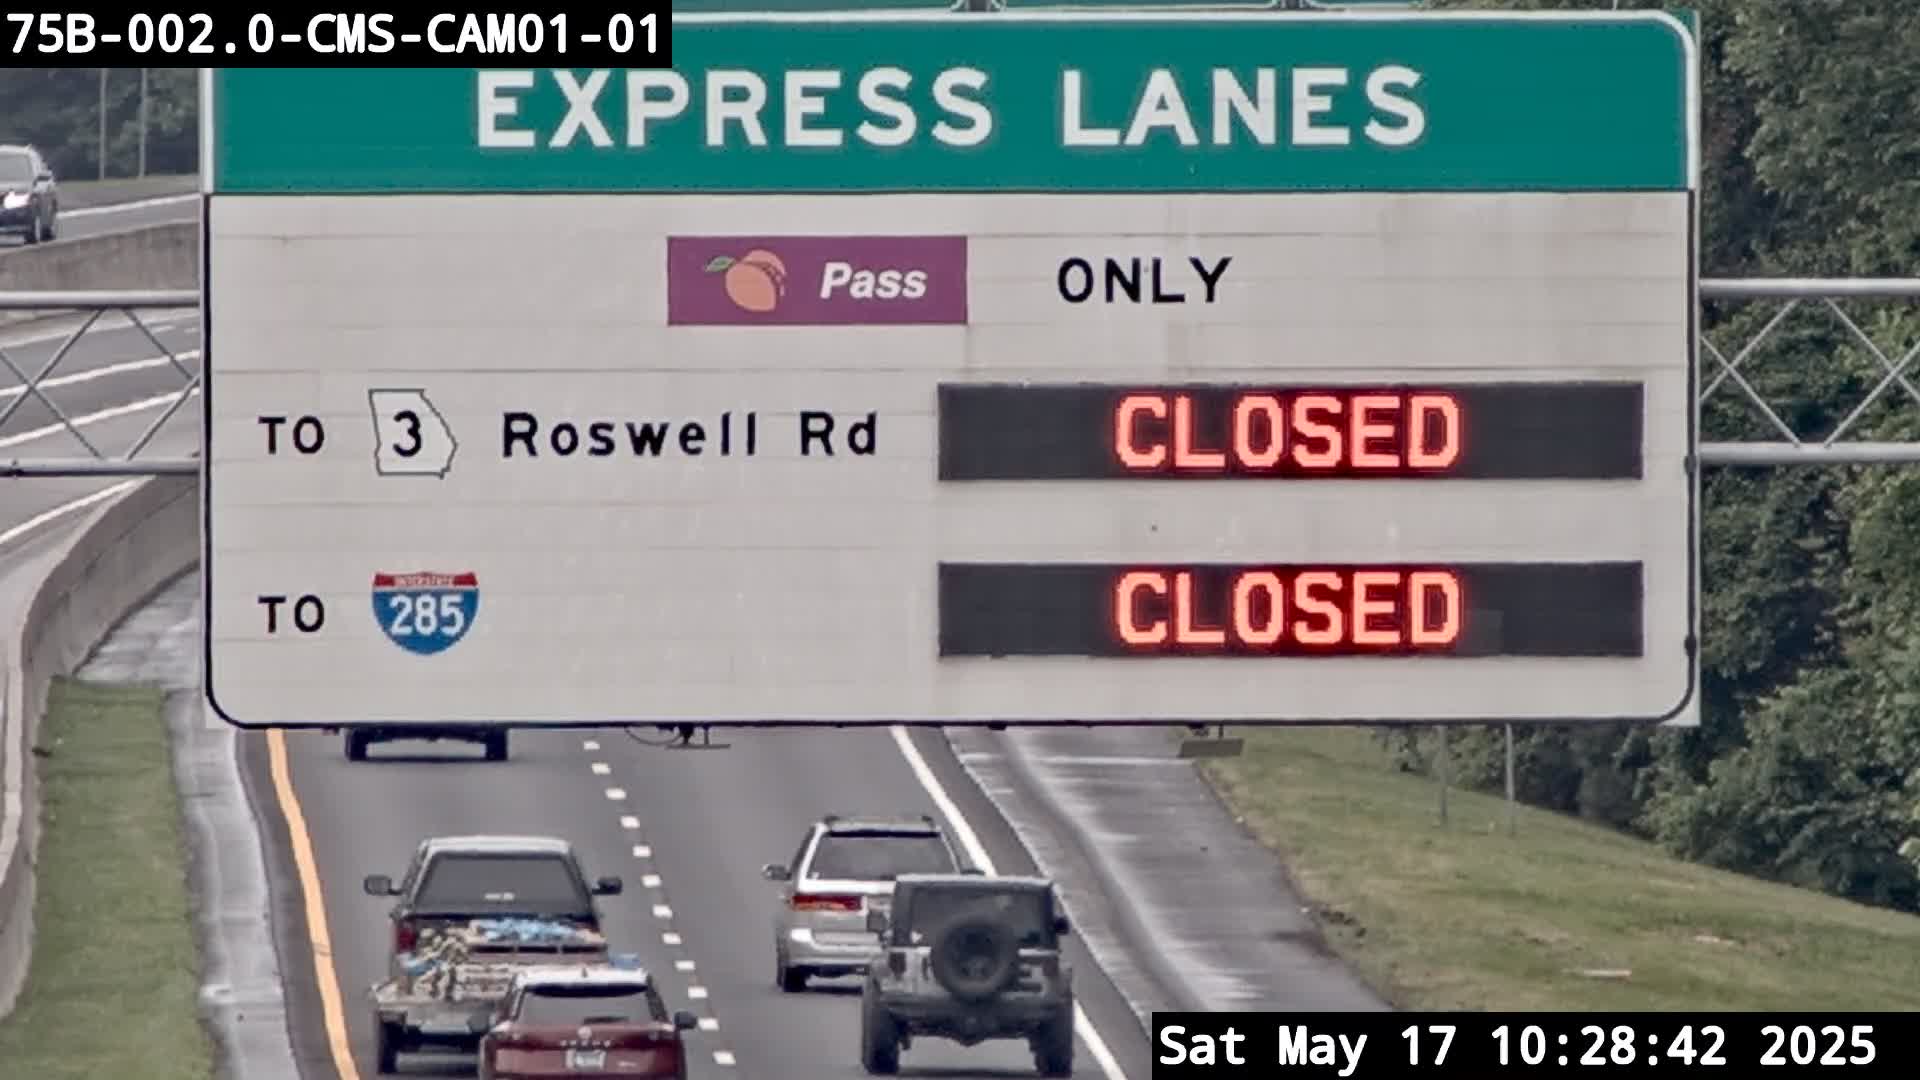 75B-002.0-CMS-CAM01-01
EXPRESS LANES
Pass ONLY
TO 3 Roswell Rd CLOSED
INTERSTATE
TO 285 CLOSED
Sat May 17 10:28:42 2025